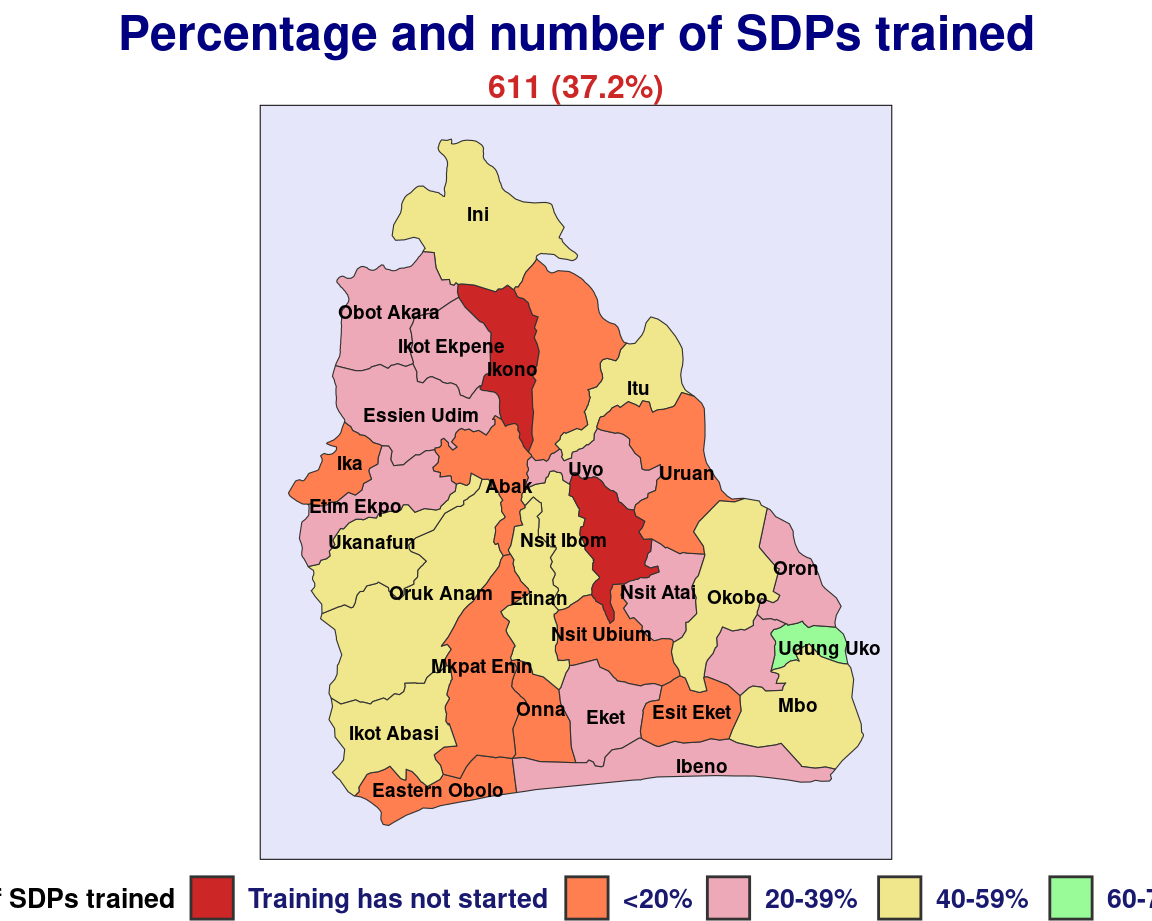 Percentage and number of SDPs trained
611 (37.2%)
Ini
Obot Akara
Ikot Ekpene
Ikono
Itu
Essien Udim
Ika
Uyo
Uruan
Abak
Etim Ekpo
Ukanafun
Nsit Ibom
Oron
Oruk Anam
Etinan
Nsit Atai
Okobo
Nsit Ubium
Udung Uko
Mkpat Enin
Onna
Eket
Esit Eket
Mbo
Ikot Abasi
Ibeno
Eastern Obolo
SDPs trained Training has not started <20% 20-39% 40-59% 60-